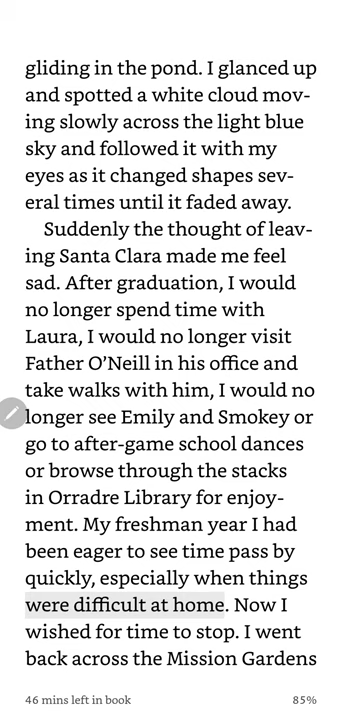 gliding in the pond. I glanced up
and spotted a white cloud mov-
ing slowly across the light blue
sky and followed it with my
eyes as it changed shapes sev-
eral times until it faded away.
Suddenly the thought of leav-
ing Santa Clara made me feel
sad. After graduation, I would
no longer spend time with
Laura, I would no longer visit
Father O’Neill in his office and
take walks with him, I would no
longer see Emily and Smokey or
go to after-game school dances
or browse through the stacks
in Orradre Library for enjoy-
ment. My freshman year I had
been eager to see time pass by
quickly, especially when things
were difficult at home. Now I
wished for time to stop. I went
back across the Mission Gardens
46 mins left in book 85%